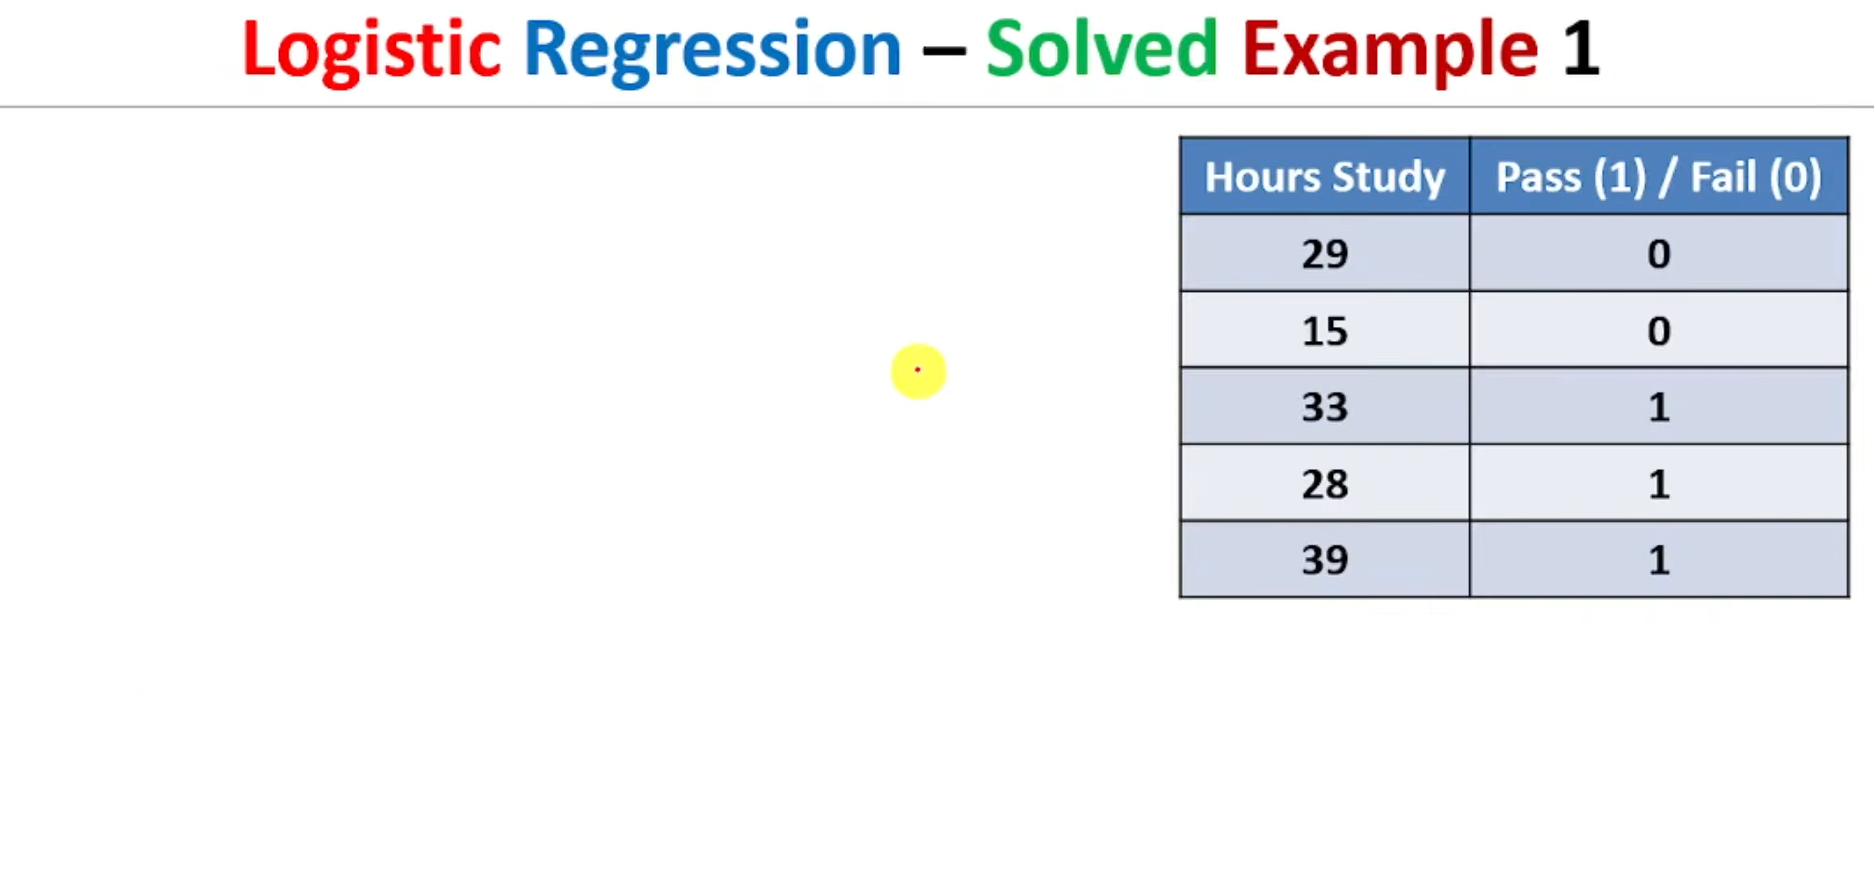 Logistic Regression – Solved Example 1
Hours Study Pass (1) / Fail (0)
29 0
15 0
33 1
28 1
39 1